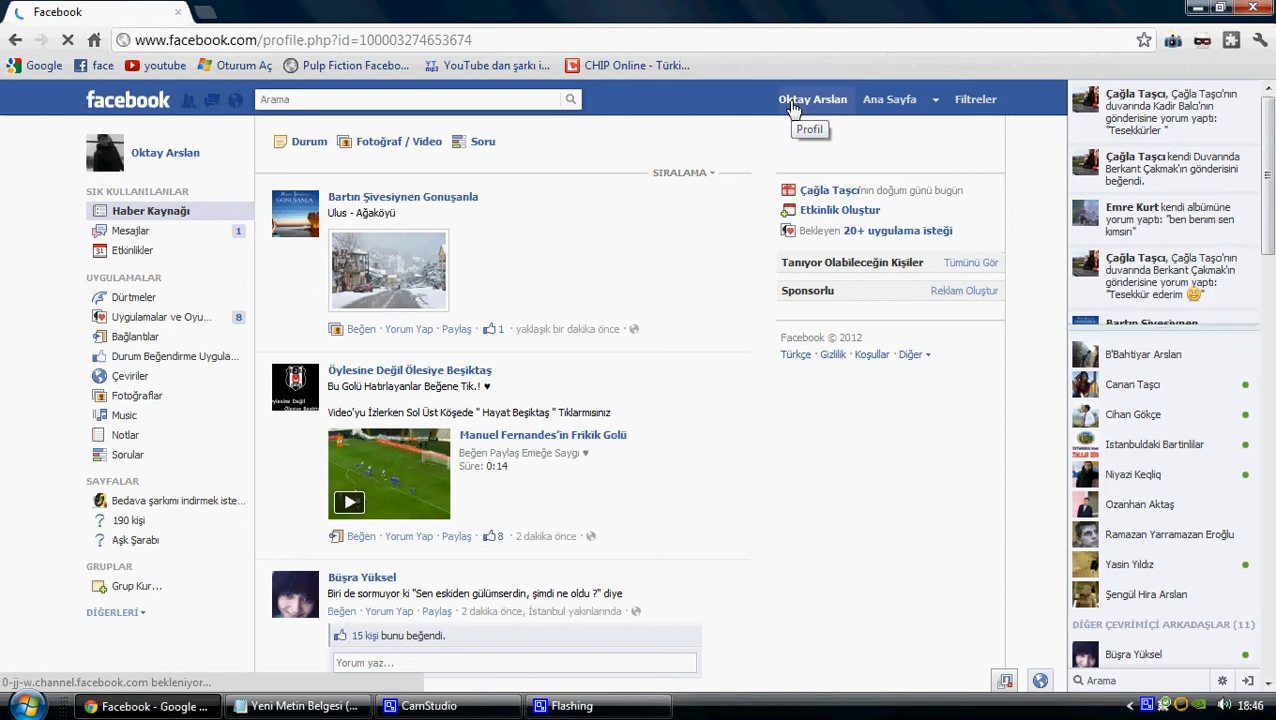 Facebook
www.facebook.com/profile.php?id=100003274653674
Google
face
youtube
Oturum Aç
Pulp Fiction Facebo...
YouTube dan şarkı i...
CHIP Online - Türki...
facebook
Arama
Oktay Arslan
Ana Sayfa
Filtreler
Profil
Oktay Arslan
SIK KULLANILANLAR
Haber Kaynağı
Mesajlar
1
Etkinlikler
UYGULAMALAR
Dürtmeler
Uygulamalar ve Oyu...
8
Bağlantılar
Durum Beğendirme Uygula...
Çeviriler
Fotoğraflar
Music
Notlar
Sorular
SAYFALAR
Bedava şarkımı indirmek iste...
190 kişi
Aşk Şarabı
GRUPLAR
Grup Kur...
DİĞERLERİ
Durum
Fotoğraf / Video
Soru
SIRALAMA
Bartın Şivesiynen Gonuşanla
Ulus - Ağaköyü
Beğen · Yorum Yap · Paylaş · 1 · yaklaşık bir dakika önce ·
Öylesine Değil Ölesiye Beşiktaş
Bu Golü Hatırlayanlar Beğene Tık.! ♥
Video'yu İzlerken Sol Üst Köşede " Hayat Beşiktaş " Tıklarmısınız
Manuel Fernandes'in Frikik Golü
Beğen Paylaş Emeğe Saygı ♥
Süre: 0:14
Beğen · Yorum Yap · Paylaş · 8 · 2 dakika önce ·
Büşra Yüksel
Biri de sormuyor ki "Sen eskiden gülümserdin, şimdi ne oldu ?" diye
Beğen · Yorum Yap · Paylaş · 2 dakika önce, İstanbul yakınlarında ·
15 kişi bunu beğendi.
Yorum yaz...
Çağla Taşcı'nın doğum günü bugün
Etkinlik Oluştur
Bekleyen 20+ uygulama isteği
Tanıyor Olabileceğin Kişiler
Tümünü Gör
Sponsorlu
Reklam Oluştur
Facebook © 2012
Türkçe · Gizlilik · Koşullar · Diğer
Çağla Taşcı, Çağla Taşcı'nın
duvarında Kadir Balcı'nın
gönderisine yorum yaptı:
"Tesekkürler "
Çağla Taşcı kendi Duvarında
Berkant Çakmak'ın gönderisini
beğendi.
Emre Kurt kendi albümüne
yorum yaptı: "ben benım sen
kımsın"
Çağla Taşcı, Çağla Taşcı'nın
duvarında Berkant Çakmak'ın
gönderisine yorum yaptı:
"Tesekkür ederim
Bartın Şivesiynen
B'Bahtiyar Arslan
Canan Taşcı
Cihan Gökçe
Istanbuldaki Bartinlilar
Niyazi Keqliq
Ozanhan Aktaş
Ramazan Yarramazan Eroğlu
Yasin Yıldız
Şengül Hira Arslan
DİĞER ÇEVRİMİÇİ ARKADAŞLAR (11)
Büşra Yüksel
Arama
0-jj-w.channel.facebook.com bekleniyor...
Facebook - Google ...
Yeni Metin Belgesi (...
CamStudio
Flashing
18:46